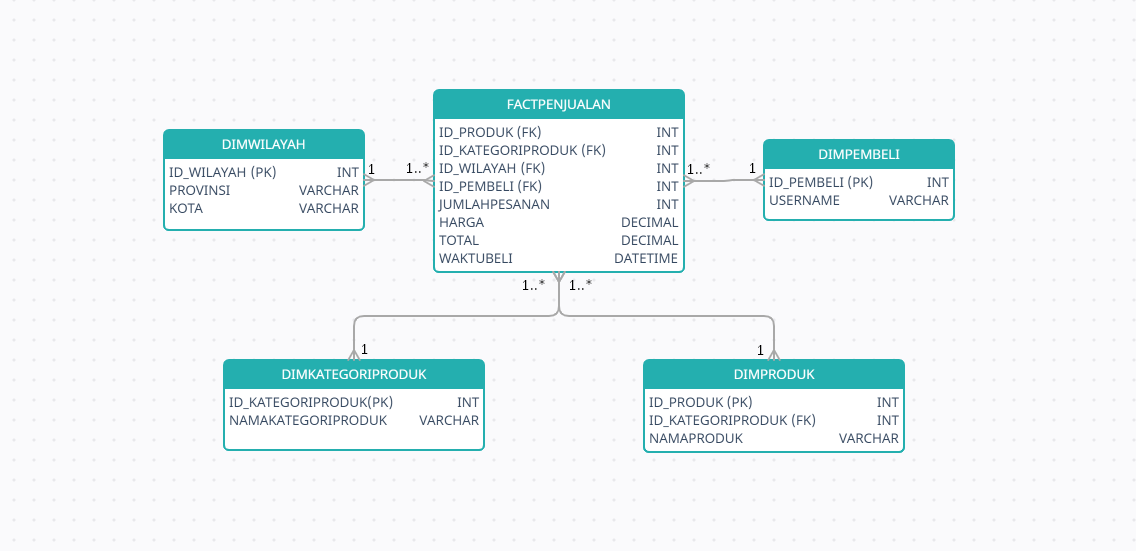 FACTPENJUALAN
ID_PRODUK (FK) INT
ID_KATEGORIPRODUK (FK) INT
ID_WILAYAH (FK) INT
ID_PEMBELI (FK) INT
JUMLAHPESANAN INT
HARGA DECIMAL
TOTAL DECIMAL
WAKTUBELI DATETIME
DIMWILAYAH
ID_WILAYAH (PK) INT
PROVINSI VARCHAR
KOTA VARCHAR
1
1..*
1..*
1
DIMPEMBELI
ID_PEMBELI (PK) INT
USERNAME VARCHAR
1..*
1..*
1
1
DIMKATEGORIPRODUK
ID_KATEGORIPRODUK(PK) INT
NAMAKATEGORIPRODUK VARCHAR
DIMPRODUK
ID_PRODUK (PK) INT
ID_KATEGORIPRODUK (FK) INT
NAMAPRODUK VARCHAR